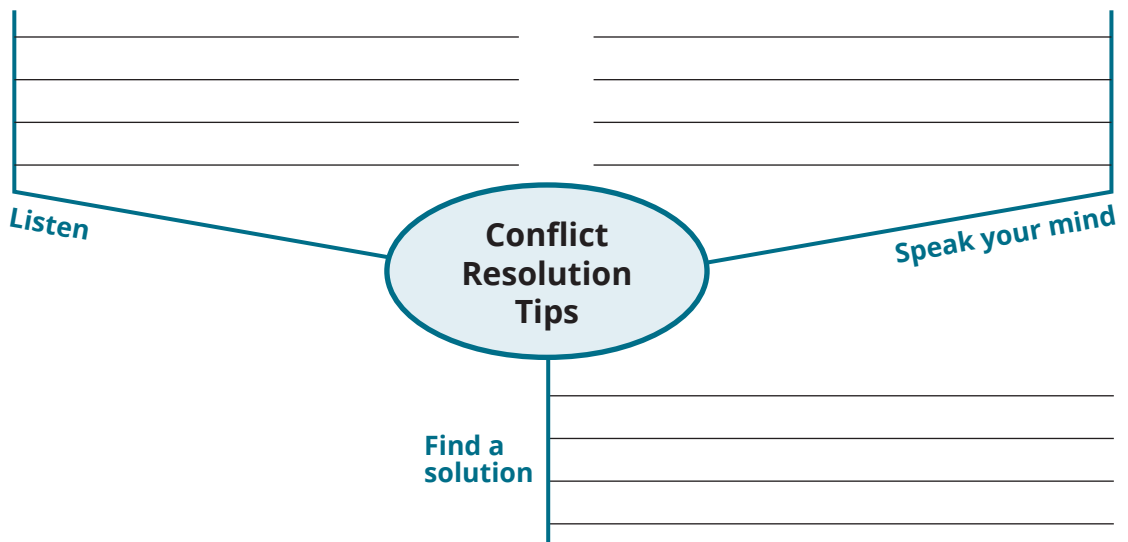 Listen
Speak your mind
Conflict
Resolution
Tips
Find a
solution